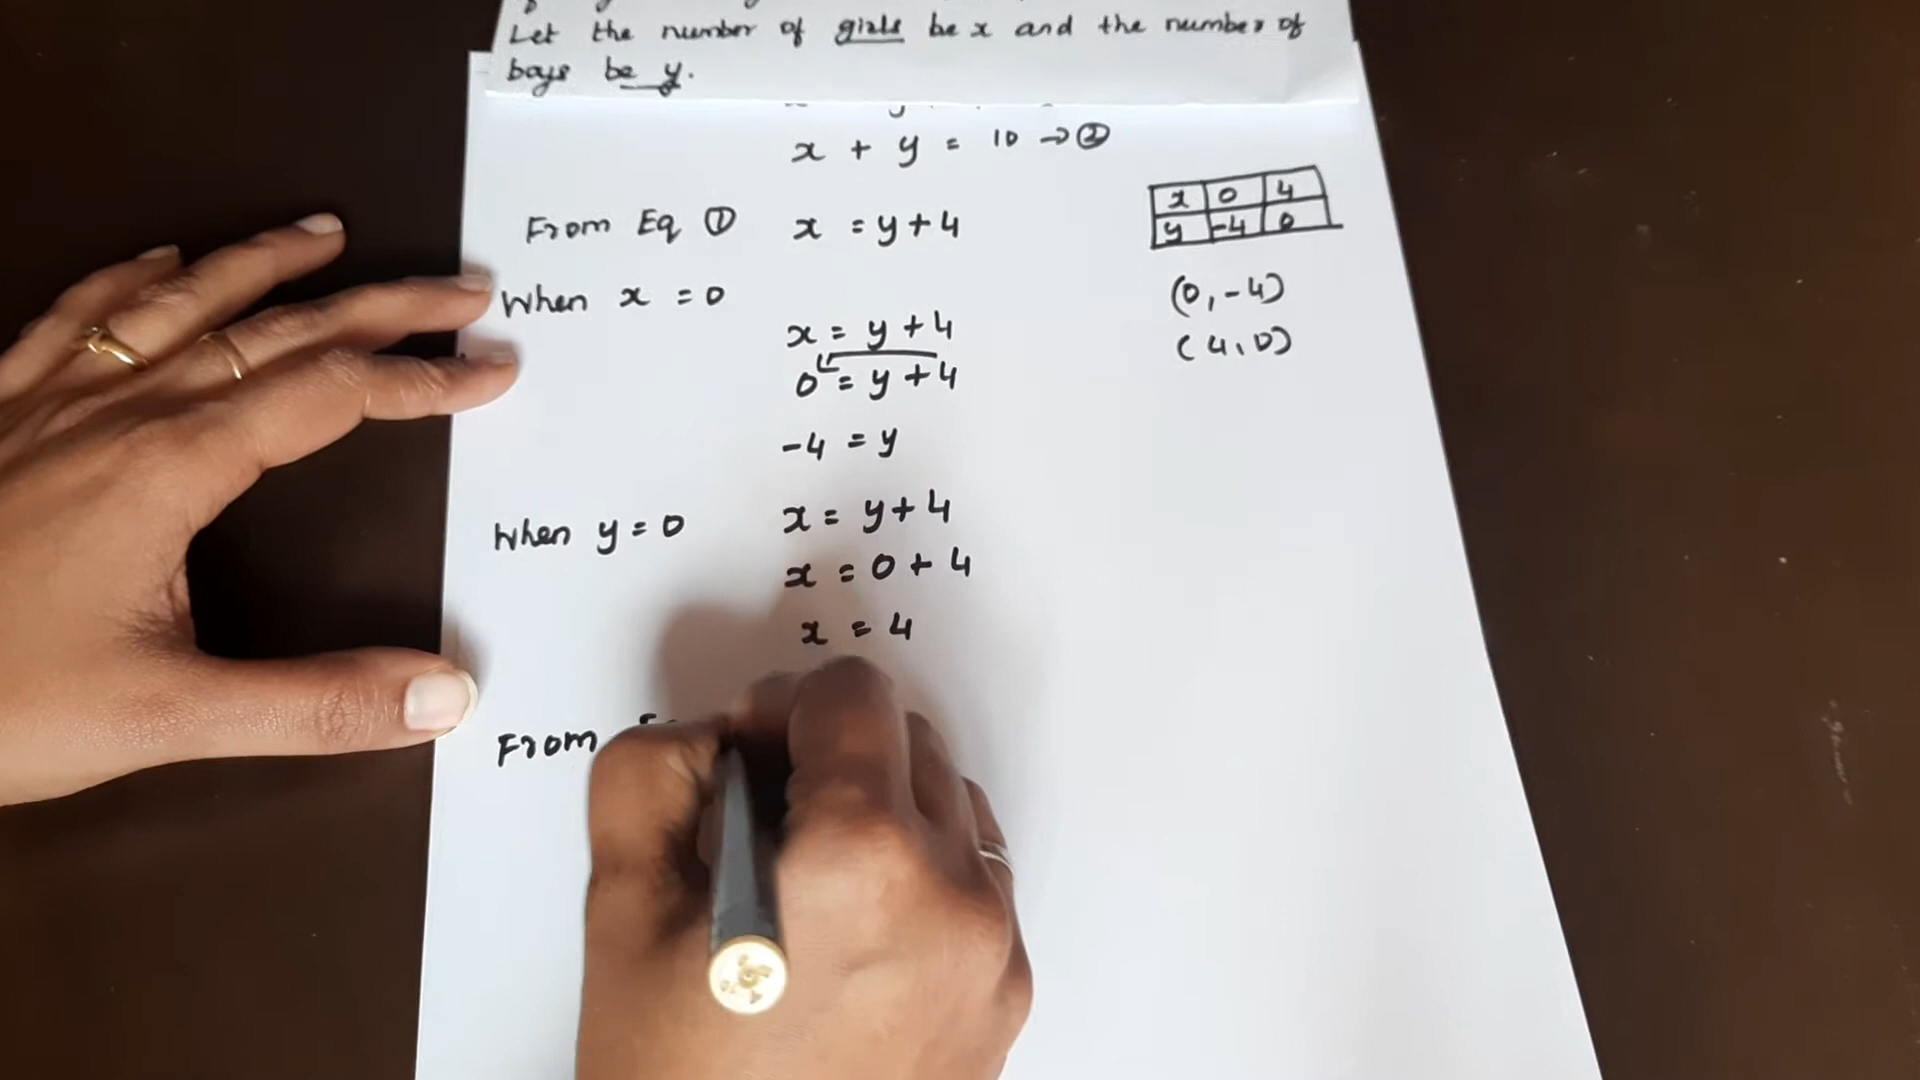 Let the number of girls be x and the number of
boys be y.
x + y = 10 → ②
From Eq ① x = y + 4
x 0 4
y -4 0
When x = 0
(0, -4)
x = y + 4
(4, 0)
0 = y + 4
-4 = y
When y = 0 x = y + 4
x = 0 + 4
x = 4
From